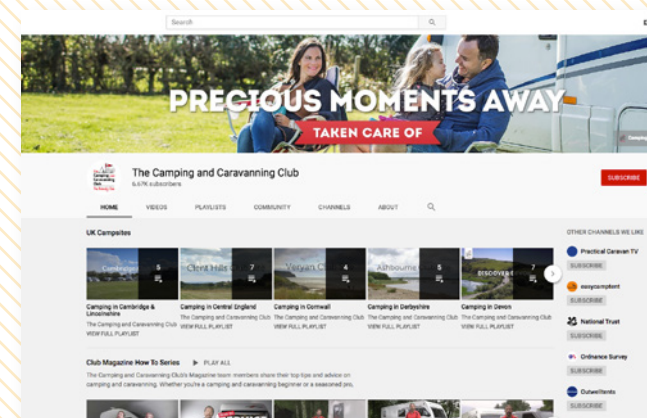 Search
PRECIOUS MOMENTS AWAY
TAKEN CARE OF
The Camping and Caravanning Club
6.67K subscribers
SUBSCRIBE
HOME VIDEOS PLAYLISTS COMMUNITY CHANNELS ABOUT
UK Campsites
OTHER CHANNELS WE LIKE
Cambridge 5
Clent Hills 7
Veryan 4
Ashbourne 5
DISCOVER 7
Camping in Cambridge & Lincolnshire
The Camping and Caravanning Club
VIEW FULL PLAYLIST
Camping in Central England
The Camping and Caravanning Club
VIEW FULL PLAYLIST
Camping in Cornwall
The Camping and Caravanning Club
VIEW FULL PLAYLIST
Camping in Derbyshire
The Camping and Caravanning Club
VIEW FULL PLAYLIST
Camping in Devon
The Camping and Caravanning Club
VIEW FULL PLAYLIST
Practical Caravan TV
SUBSCRIBE
easycamptent
SUBSCRIBE
National Trust
SUBSCRIBE
Ordnance Survey
SUBSCRIBE
Outwelltents
SUBSCRIBE
Club Magazine How To Series PLAY ALL
The Camping and Caravanning Club's Magazine team members share their top tips and advice on
camping and caravanning. Whether you're a camping and caravanning beginner or a seasoned pro,